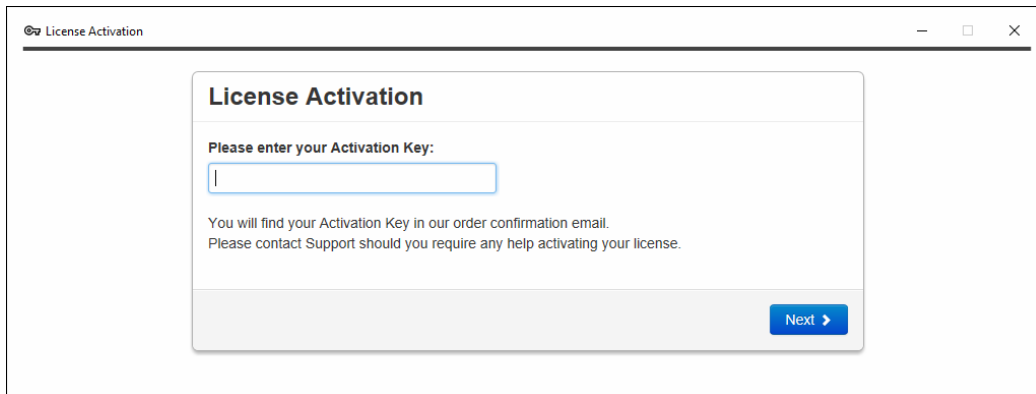 License Activation
License Activation
Please enter your Activation Key:
You will find your Activation Key in our order confirmation email.
Please contact Support should you require any help activating your license.
Next